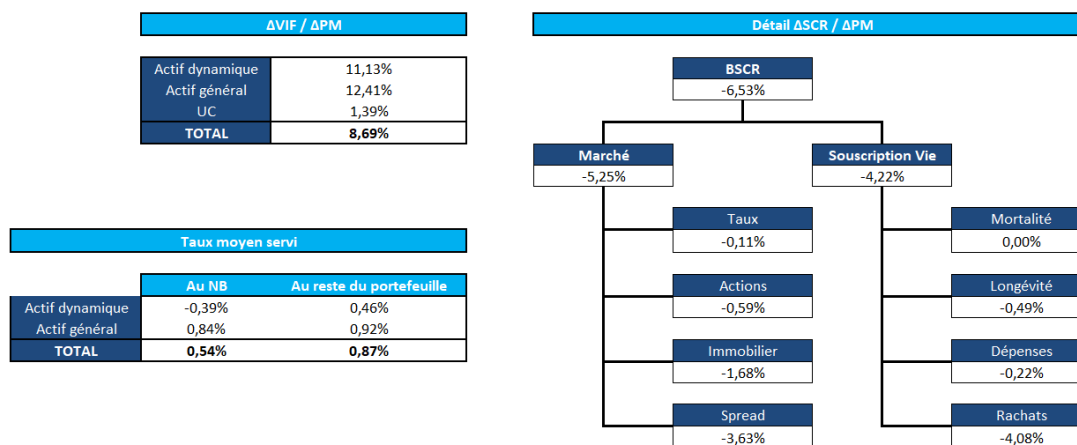 ΔVIF / ΔPM
Actif dynamique 11,13%
Actif général 12,41%
UC 1,39%
TOTAL 8,69%
Taux moyen servi
Au NB Au reste du portefeuille
Actif dynamique -0,39% 0,46%
Actif général 0,84% 0,92%
TOTAL 0,54% 0,87%
Détail ΔSCR / ΔPM
BSCR
-6,53%
Marché
-5,25%
Souscription Vie
-4,22%
Taux
-0,11%
Actions
-0,59%
Immobilier
-1,68%
Spread
-3,63%
Mortalité
0,00%
Longévité
-0,49%
Dépenses
-0,22%
Rachats
-4,08%